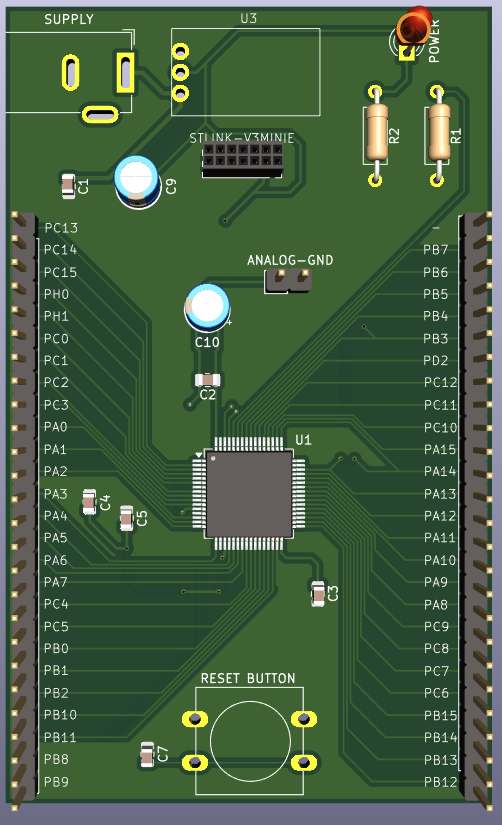 SUPPLY
U3
POWER
R2
R1
STLINK-V3MINIE
C1
C9
ANALOG-GND
C10
+
C2
U1
C4
C5
C3
RESET BUTTON
C7
PC13
PC14
PC15
PH0
PH1
PC0
PC1
PC2
PC3
PA0
PA1
PA2
PA3
PA4
PA5
PA6
PA7
PC4
PC5
PB0
PB1
PB2
PB10
PB11
PB8
PB9
-
PB7
PB6
PB5
PB4
PB3
PD2
PC12
PC11
PC10
PA15
PA14
PA13
PA12
PA11
PA10
PA9
PA8
PC9
PC8
PC7
PC6
PB15
PB14
PB13
PB12